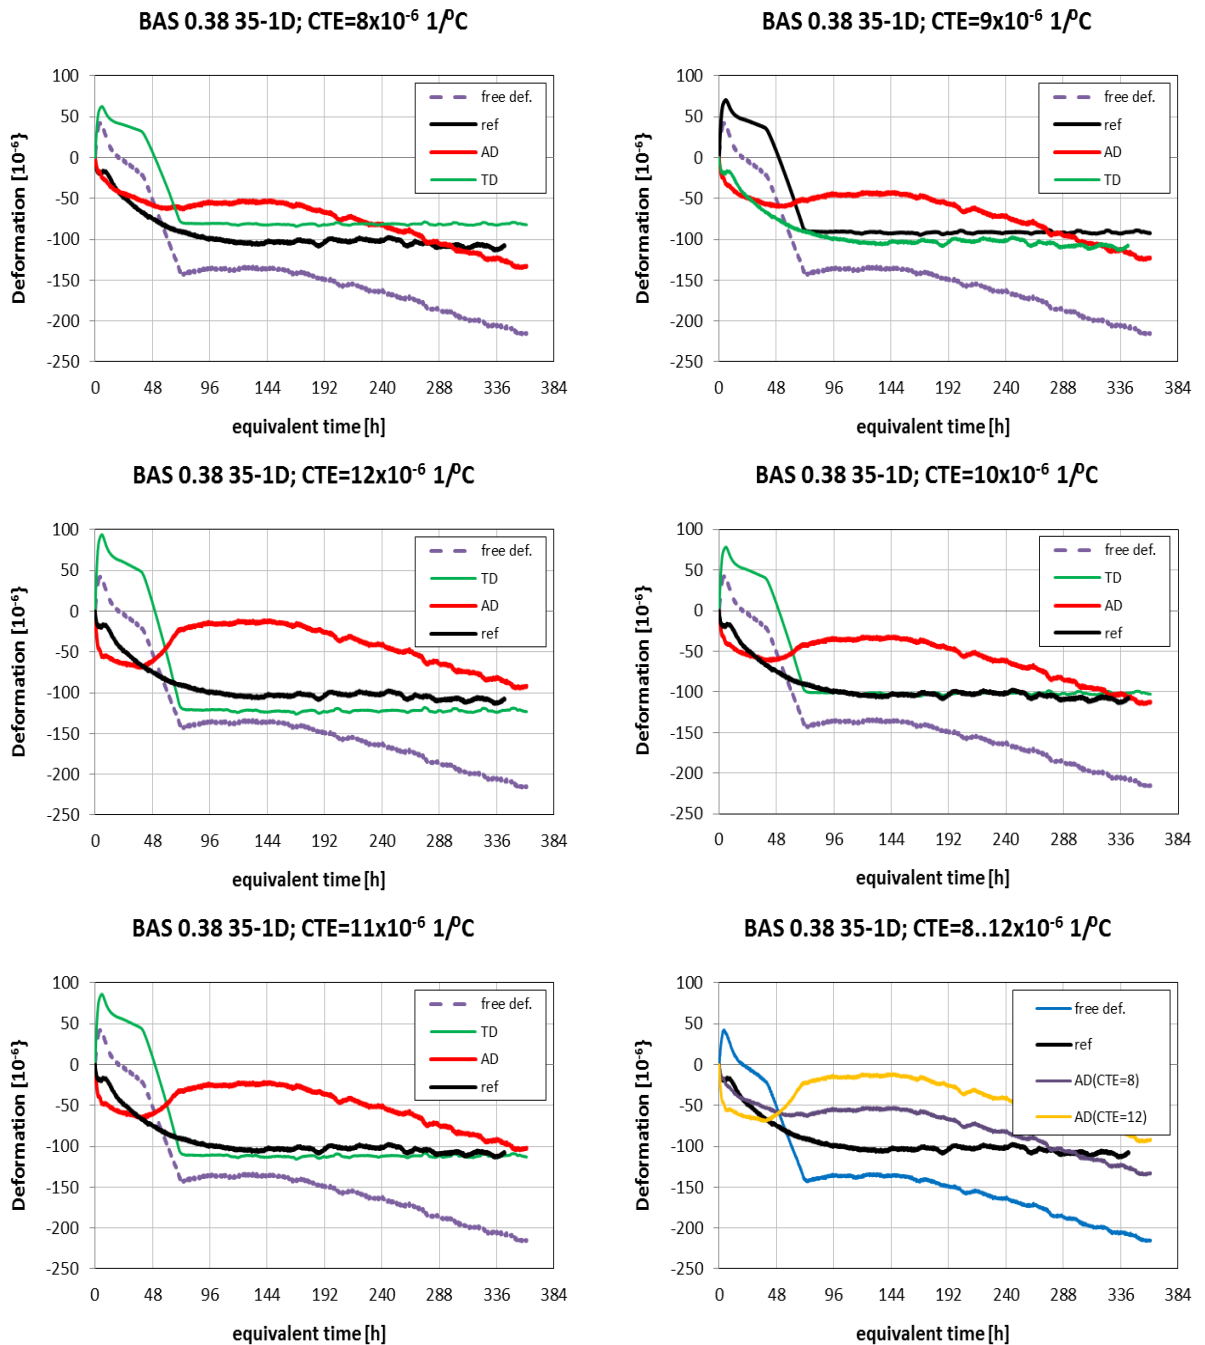 BAS 0.38 35-1D; CTE=8x10⁻⁶ 1/⁰C
Deformation [10⁻⁶}
100
50
0
-50
-100
-150
-200
-250
free def.
ref
AD
TD
0 48 96 144 192 240 288 336 384
equivalent time [h]
BAS 0.38 35-1D; CTE=9x10⁻⁶ 1/⁰C
Deformation [10⁻⁶}
100
50
0
-50
-100
-150
-200
-250
free def.
ref
AD
TD
0 48 96 144 192 240 288 336 384
equivalent time [h]
BAS 0.38 35-1D; CTE=12x10⁻⁶ 1/⁰C
Deformation [10⁻⁶}
100
50
0
-50
-100
-150
-200
-250
free def.
TD
AD
ref
0 48 96 144 192 240 288 336 384
equivalent time [h]
BAS 0.38 35-1D; CTE=10x10⁻⁶ 1/⁰C
Deformation [10⁻⁶}
100
50
0
-50
-100
-150
-200
-250
free def.
TD
AD
ref
0 48 96 144 192 240 288 336 384
equivalent time [h]
BAS 0.38 35-1D; CTE=11x10⁻⁶ 1/⁰C
Deformation [10⁻⁶}
100
50
0
-50
-100
-150
-200
-250
free def.
TD
AD
ref
0 48 96 144 192 240 288 336 384
equivalent time [h]
BAS 0.38 35-1D; CTE=8..12x10⁻⁶ 1/⁰C
Deformation [10⁻⁶}
100
50
0
-50
-100
-150
-200
-250
free def.
ref
AD(CTE=8)
AD(CTE=12)
0 48 96 144 192 240 288 336 384
equivalent time [h]